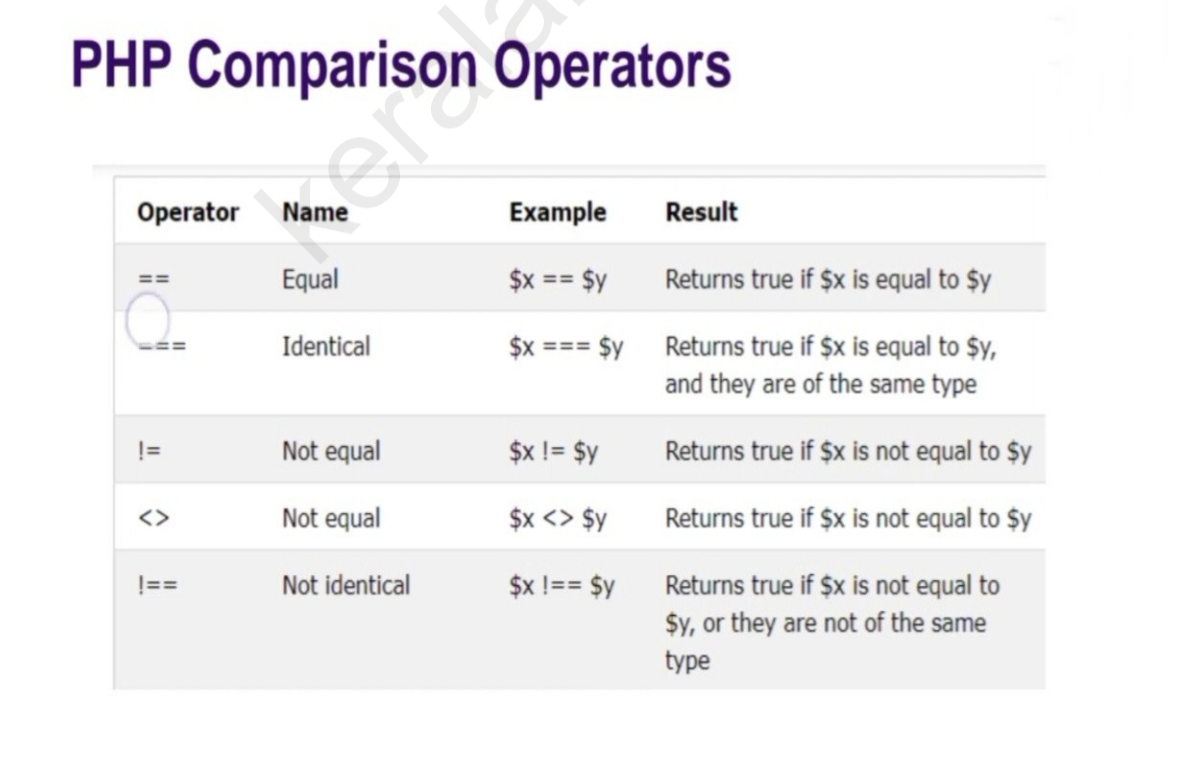 PHP Comparison Operators
kerala
Operator Name Example Result
== Equal $x == $y Returns true if $x is equal to $y
=== Identical $x === $y Returns true if $x is equal to $y,
and they are of the same type
!= Not equal $x != $y Returns true if $x is not equal to $y
<> Not equal $x <> $y Returns true if $x is not equal to $y
!== Not identical $x !== $y Returns true if $x is not equal to
$y, or they are not of the same
type